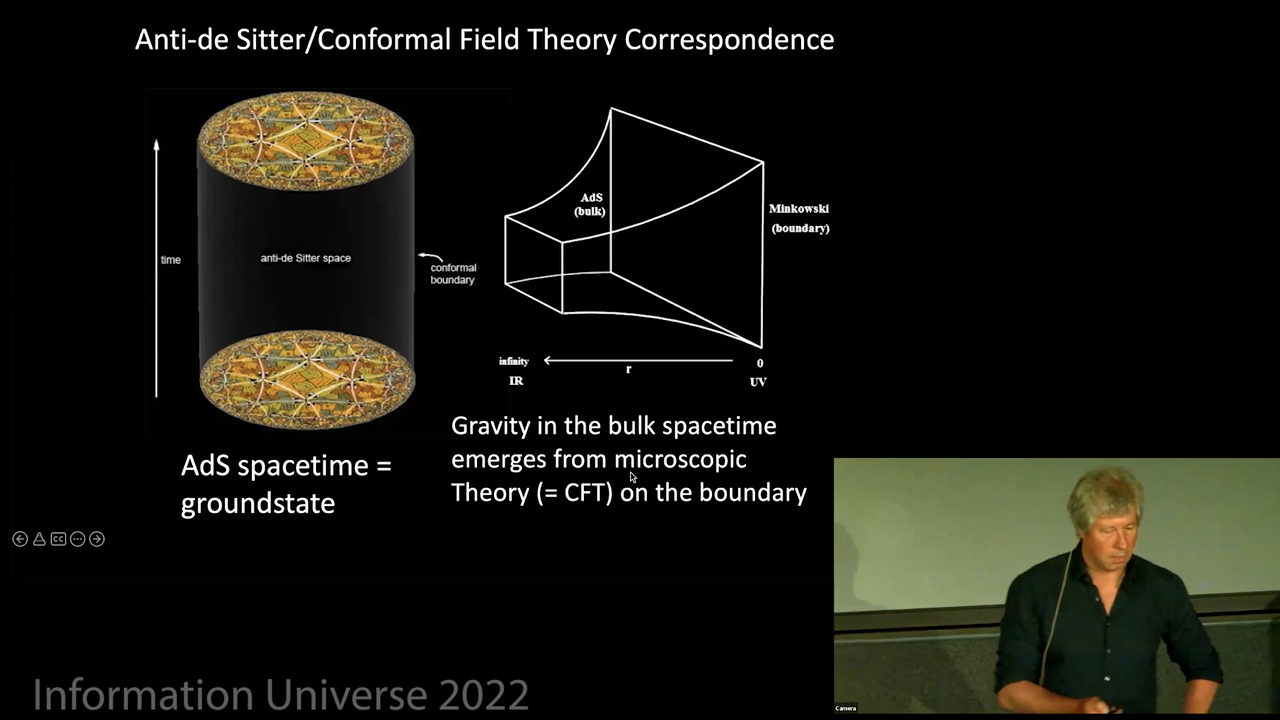 Anti-de Sitter/Conformal Field Theory Correspondence
time
anti-de Sitter space
conformal
boundary
AdS
(bulk)
Minkowski
(boundary)
infinity
r
0
IR
UV
AdS spacetime =
groundstate
Gravity in the bulk spacetime
emerges from microscopic
Theory (= CFT) on the boundary
CC
Information Universe 2022
Camera